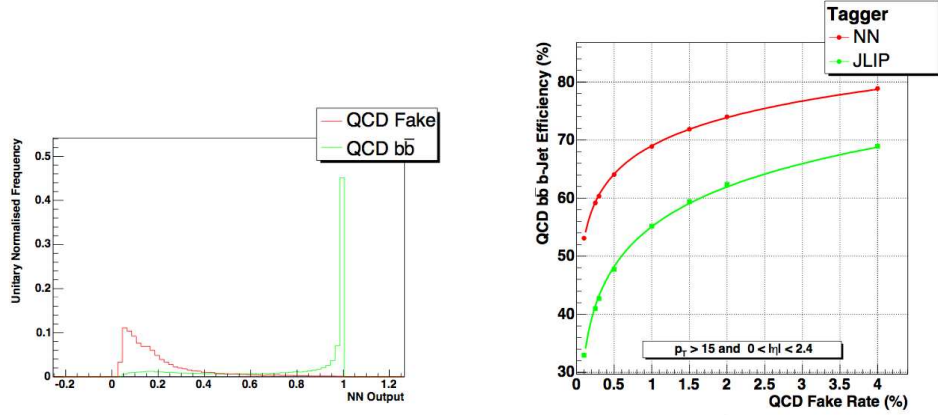 QCD Fake
QCD bb̅
Unitary Normalised Frequency
0.5
0.4
0.3
0.2
0.1
0
-0.2 0 0.2 0.4 0.6 0.8 1.0 1.2
NN Output
Tagger
NN
JLIP
QCD bb̅ b-Jet Efficiency (%)
80
70
60
50
40
30
p_T > 15 and 0 < |η| < 2.4
0 0.5 1 1.5 2 2.5 3 3.5 4
QCD Fake Rate (%)